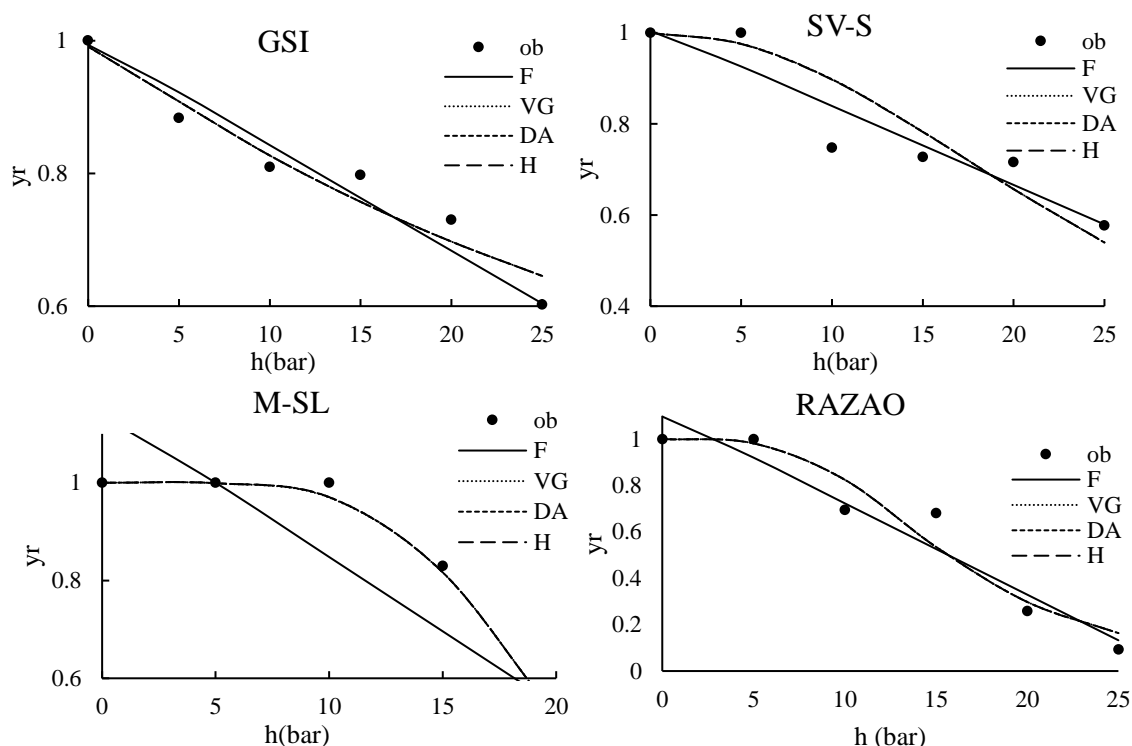 GSI
1
0.8
0.6
yr
0 5 10 15 20 25
h(bar)
ob
F
VG
DA
H
SV-S
1
0.8
0.6
0.4
yr
0 5 10 15 20 25
h(bar)
ob
F
VG
DA
H
M-SL
1
0.8
0.6
yr
0 5 10 15 20
h(bar)
ob
F
VG
DA
H
RAZAO
1
0.8
0.6
0.4
0.2
0
yr
0 5 10 15 20 25
h (bar)
ob
F
VG
DA
H